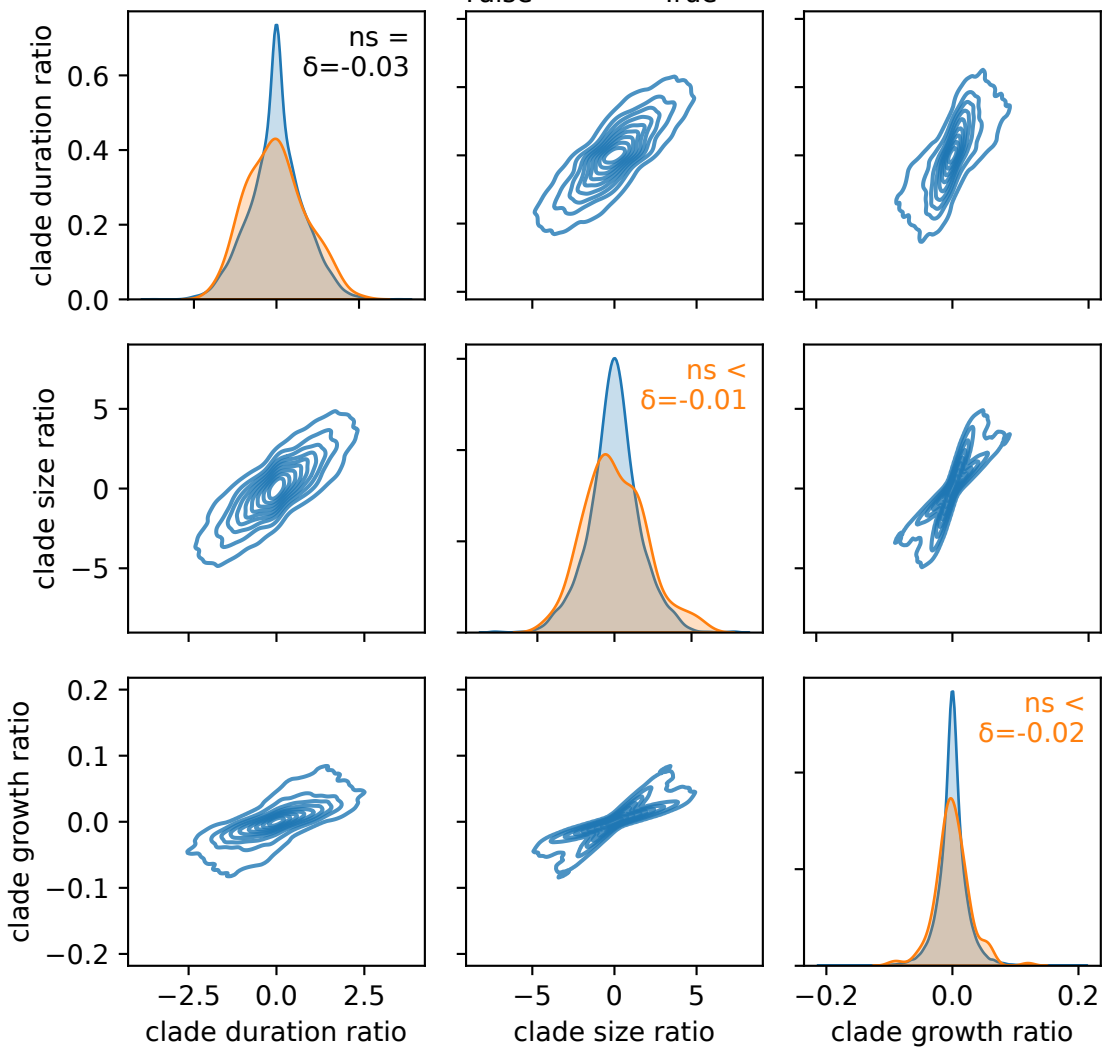 clade duration ratio
0.6
0.4
0.2
0.0
ns =
δ=-0.03
clade size ratio
5
0
−5
ns <
δ=-0.01
clade growth ratio
0.2
0.1
0.0
−0.1
−0.2
ns <
δ=-0.02
−2.5 0.0 2.5
−5 0 5
−0.2 0.0 0.2
clade duration ratio
clade size ratio
clade growth ratio